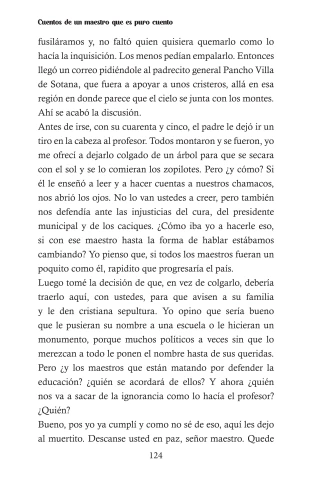 Cuentos de un maestro que es puro cuento
fusiláramos y, no faltó quien quisiera quemarlo como lo
hacía la inquisición. Los menos pedían empalarlo. Entonces
llegó un correo pidiéndole al padrecito general Pancho Villa
de Sotana, que fuera a apoyar a unos cristeros, allá en esa
región en donde parece que el cielo se junta con los montes.
Ahí se acabó la discusión.
Antes de irse, con su cuarenta y cinco, el padre le dejó ir un
tiro en la cabeza al profesor. Todos montaron y se fueron, yo
me ofrecí a dejarlo colgado de un árbol para que se secara
con el sol y se lo comieran los zopilotes. Pero ¿y cómo? Si
él le enseñó a leer y a hacer cuentas a nuestros chamacos,
nos abrió los ojos. No lo van ustedes a creer, pero también
nos defendía ante las injusticias del cura, del presidente
municipal y de los caciques. ¿Cómo iba yo a hacerle eso,
si con ese maestro hasta la forma de hablar estábamos
cambiando? Yo pienso que, si todos los maestros fueran un
poquito como él, rapidito que progresaría el país.
Luego tomé la decisión de que, en vez de colgarlo, debería
traerlo aquí, con ustedes, para que avisen a su familia
y le den cristiana sepultura. Yo opino que sería bueno
que le pusieran su nombre a una escuela o le hicieran un
monumento, porque muchos políticos a veces sin que lo
merezcan a todo le ponen el nombre hasta de sus queridas.
Pero ¿y los maestros que están matando por defender la
educación? ¿quién se acordará de ellos? Y ahora ¿quién
nos va a sacar de la ignorancia como lo hacía el profesor?
¿Quién?
Bueno, pos yo ya cumplí y como no sé de eso, aquí les dejo
al muertito. Descanse usted en paz, señor maestro. Quede
124